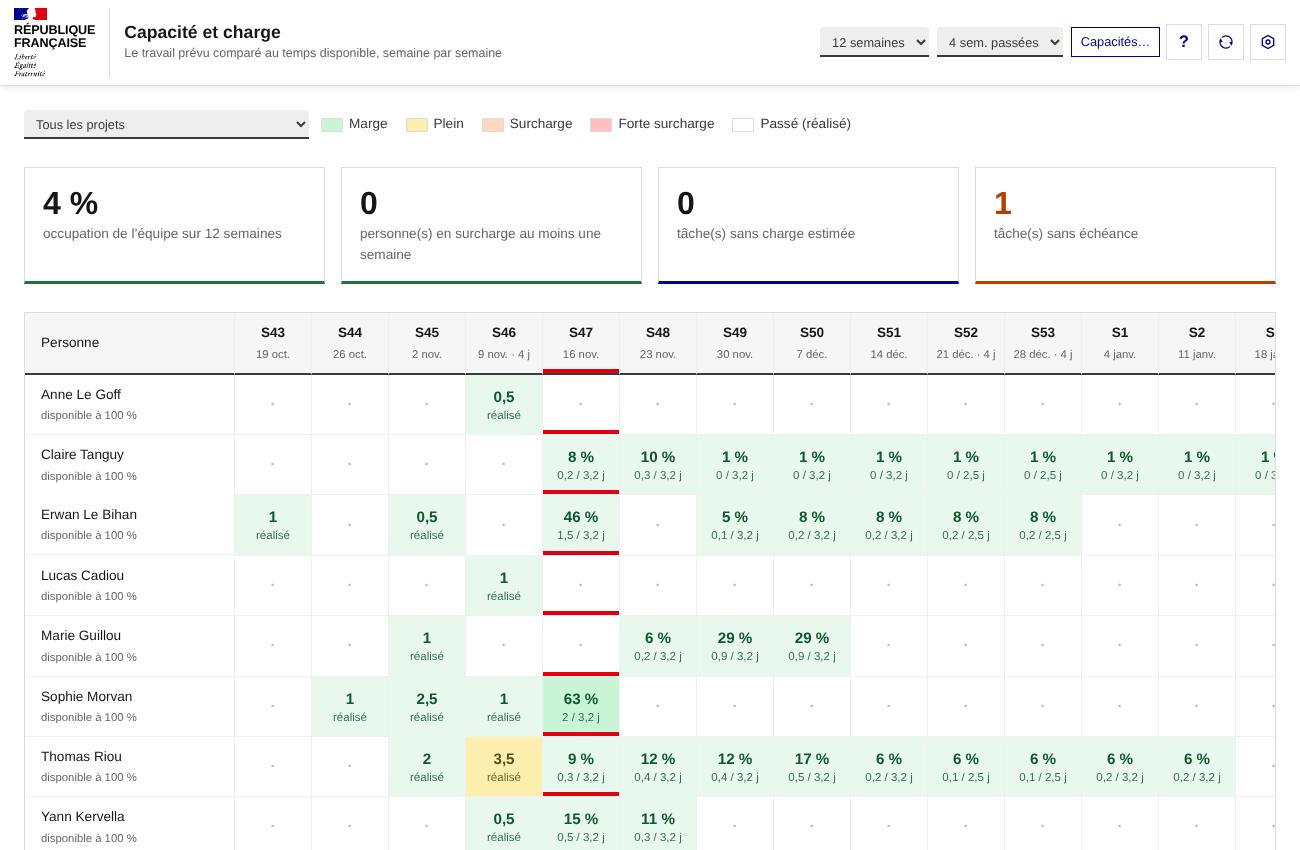 RÉPUBLIQUE
FRANÇAISE
Liberté
Égalité
Fraternité
Capacité et charge
Le travail prévu comparé au temps disponible, semaine par semaine
12 semaines
4 sem. passées
Capacités…
?
Tous les projets
Marge
Plein
Surcharge
Forte surcharge
Passé (réalisé)
4 %
occupation de l’équipe sur 12 semaines
0
personne(s) en surcharge au moins une
semaine
0
tâche(s) sans charge estimée
1
tâche(s) sans échéance
Personne S43 S44 S45 S46 S47 S48 S49 S50 S51 S52 S53 S1 S2 S
19 oct. 26 oct. 2 nov. 9 nov. · 4 j 16 nov. 23 nov. 30 nov. 7 déc. 14 déc. 21 déc. · 4 j 28 déc. · 4 j 4 janv. 11 janv. 18 ja
Anne Le Goff · · · 0,5 · · · · · · · · · ·
disponible à 100 % réalisé
Claire Tanguy · · · · 8 % 10 % 1 % 1 % 1 % 1 % 1 % 1 % 1 % 1
disponible à 100 % 0,2 / 3,2 j 0,3 / 3,2 j 0 / 3,2 j 0 / 3,2 j 0 / 3,2 j 0 / 2,5 j 0 / 2,5 j 0 / 3,2 j 0 / 3,2 j 0 / 3
Erwan Le Bihan 1 · 0,5 · 46 % · 5 % 8 % 8 % 8 % 8 % · · ·
disponible à 100 % réalisé réalisé 1,5 / 3,2 j 0,1 / 3,2 j 0,2 / 3,2 j 0,2 / 3,2 j 0,2 / 2,5 j 0,2 / 2,5 j
Lucas Cadiou · · · 1 · · · · · · · · · ·
disponible à 100 % réalisé
Marie Guillou · · 1 · · 6 % 29 % 29 % · · · · · ·
disponible à 100 % réalisé 0,2 / 3,2 j 0,9 / 3,2 j 0,9 / 3,2 j
Sophie Morvan · 1 2,5 1 63 % · · · · · · · · ·
disponible à 100 % réalisé réalisé réalisé 2 / 3,2 j
Thomas Riou · · 2 3,5 9 % 12 % 12 % 17 % 6 % 6 % 6 % 6 % 6 % ·
disponible à 100 % réalisé réalisé 0,3 / 3,2 j 0,4 / 3,2 j 0,4 / 3,2 j 0,5 / 3,2 j 0,2 / 3,2 j 0,1 / 2,5 j 0,1 / 2,5 j 0,2 / 3,2 j 0,2 / 3,2 j
Yann Kervella · · · 0,5 15 % 11 % · · · · · · · ·
disponible à 100 % réalisé 0,5 / 3,2 j 0,3 / 3,2 j